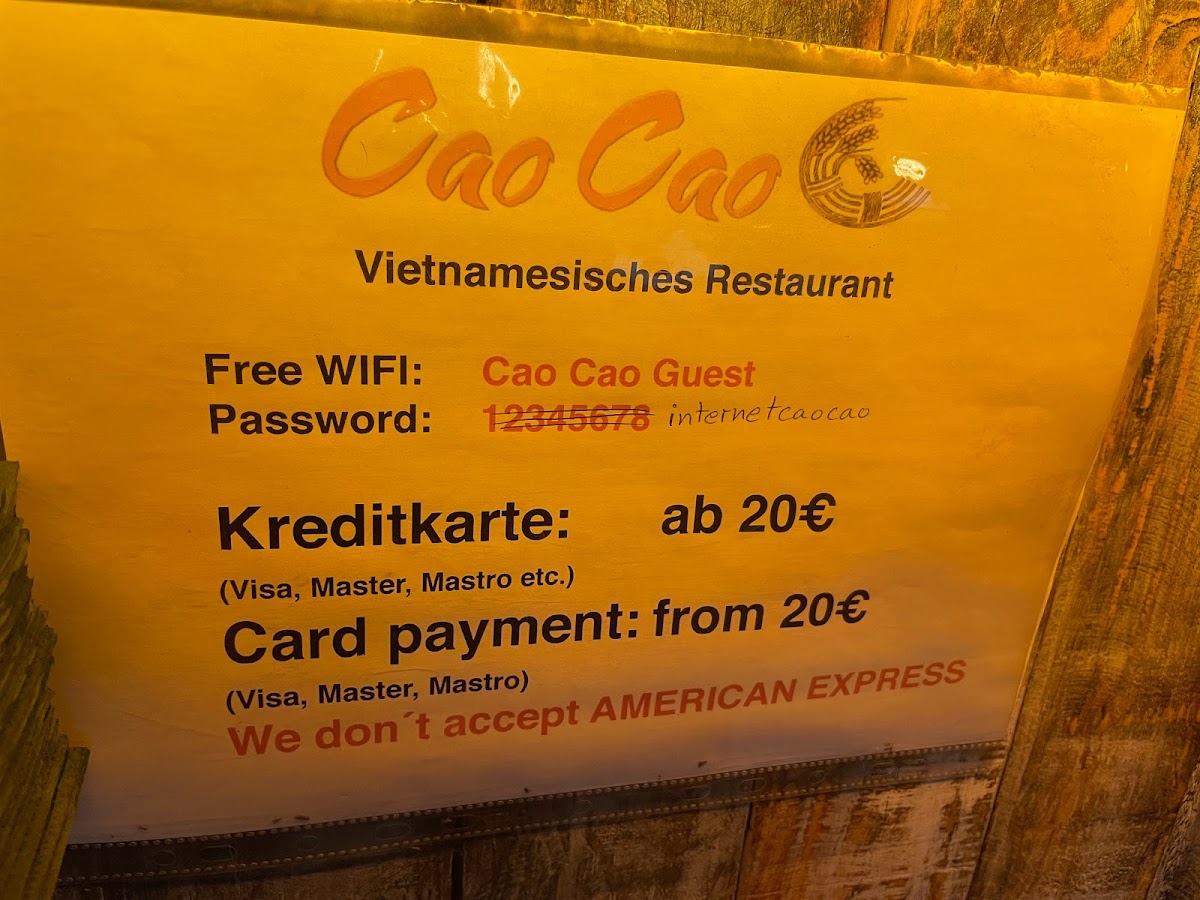 Cao Cao
Vietnamesisches Restaurant
Free WIFI: Cao Cao Guest
Password: 12345678 internetcaocao
Kreditkarte: ab 20€
(Visa, Master, Mastro etc.)
Card payment: from 20€
(Visa, Master, Mastro)
We don´t accept AMERICAN EXPRESS